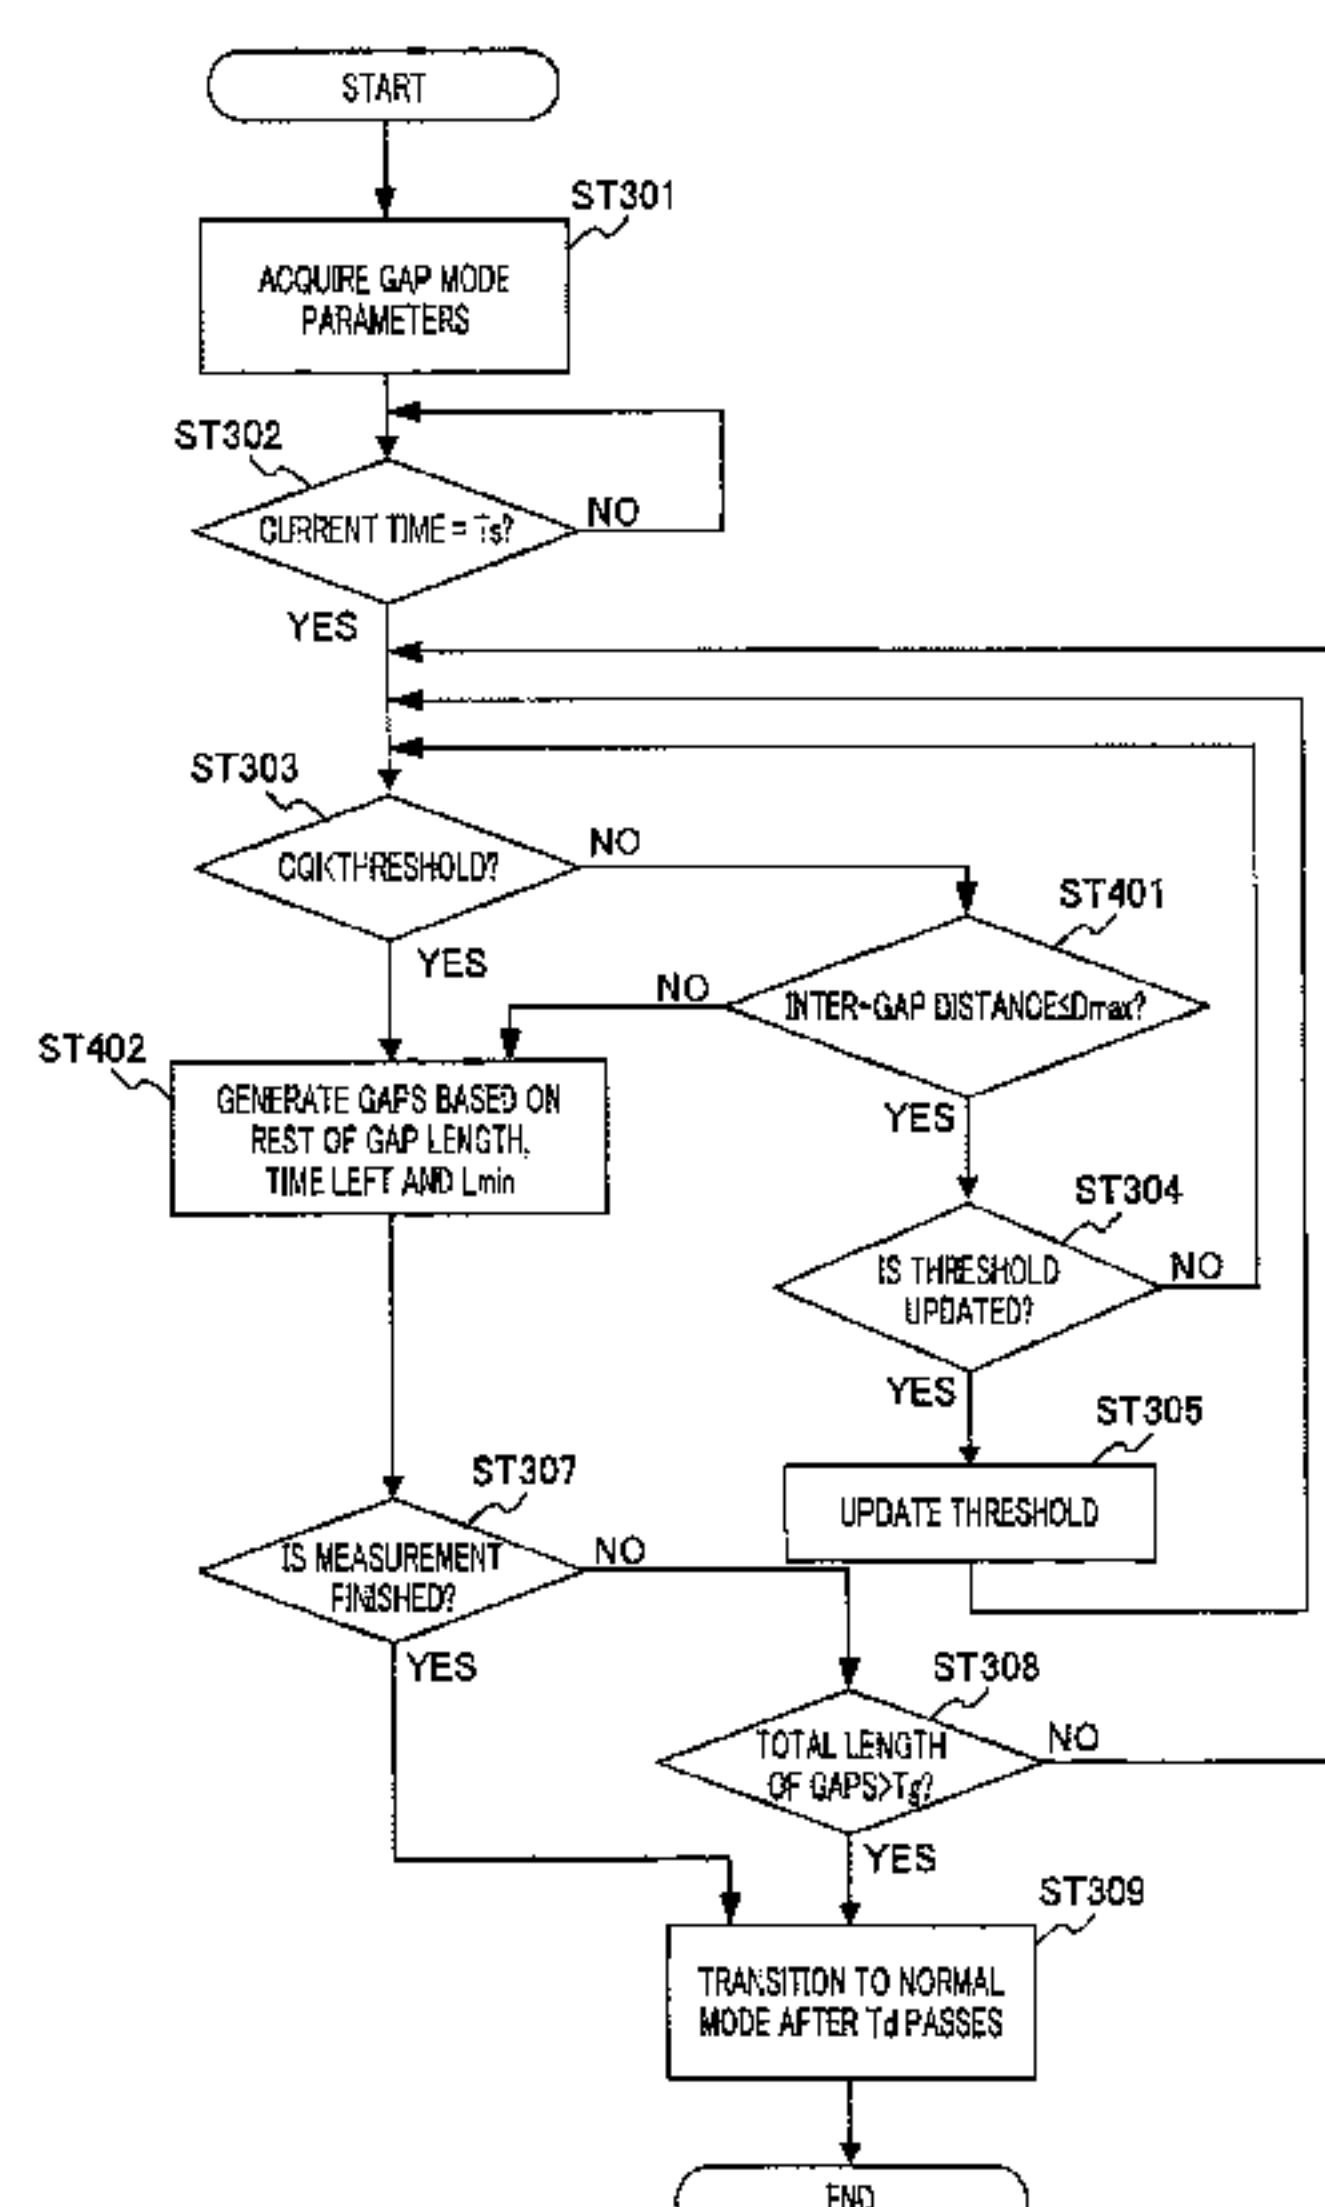 START
ST301
ACQUIRE GAP MODE
PARAMETERS
ST302
CURRENT TIME = Ts?
NO
YES
ST303
CQI<THRESHOLD?
NO
YES
ST401
INTER-GAP DISTANCE≤Dmax?
NO
YES
ST402
GENERATE GAPS BASED ON
REST OF GAP LENGTH,
TIME LEFT AND Lmin
ST304
IS THRESHOLD
UPDATED?
NO
YES
ST305
UPDATE THRESHOLD
ST307
IS MEASUREMENT
FINISHED?
NO
YES
ST308
TOTAL LENGTH
OF GAPS>Tg?
NO
YES
ST309
TRANSITION TO NORMAL
MODE AFTER Td PASSES
END